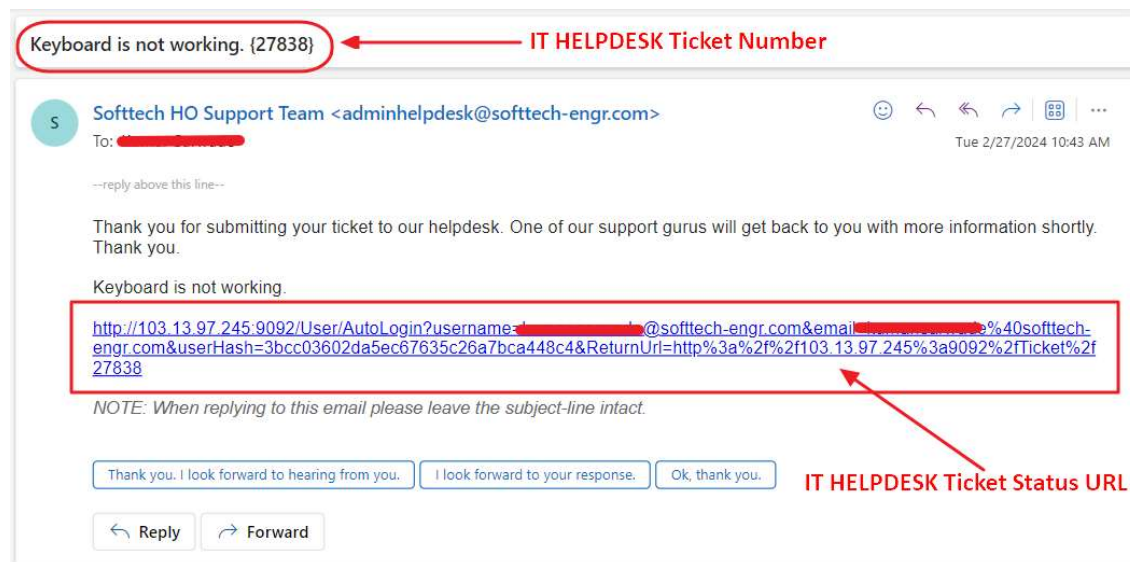 Keyboard is not working. {27838}
IT HELPDESK Ticket Number
S
Softtech HO Support Team <adminhelpdesk@softtech-engr.com>
To:
Tue 2/27/2024 10:43 AM
--reply above this line--
Thank you for submitting your ticket to our helpdesk. One of our support gurus will get back to you with more information shortly.
Thank you.
Keyboard is not working.
http://103.13.97.245:9092/User/AutoLogin?username= @softtech-engr.com&email %40softtech-
engr.com&userHash=3bcc03602da5ec67635c26a7bca448c4&ReturnUrl=http%3a%2f%2f103.13.97.245%3a9092%2fTicket%2f
27838
NOTE: When replying to this email please leave the subject-line intact.
Thank you. I look forward to hearing from you.
I look forward to your response.
Ok, thank you.
IT HELPDESK Ticket Status URL
Reply
Forward